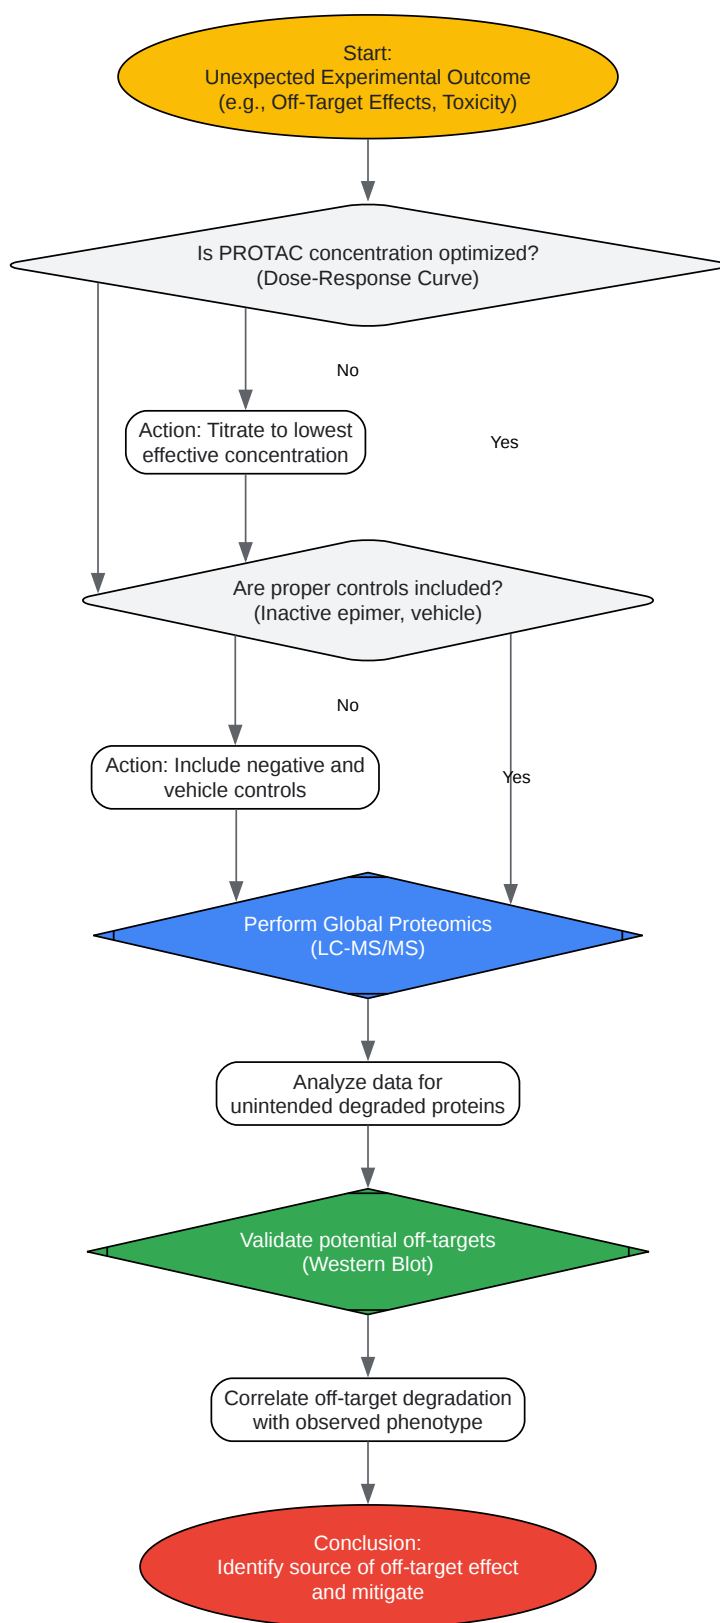 Start:
Unexpected Experimental Outcome
(e.g., Off-Target Effects, Toxicity)
Is PROTAC concentration optimized?
(Dose-Response Curve)
No
Action: Titrate to lowest
effective concentration
Yes
Are proper controls included?
(Inactive epimer, vehicle)
No
Action: Include negative and
vehicle controls
Yes
Perform Global Proteomics
(LC-MS/MS)
Analyze data for
unintended degraded proteins
Validate potential off-targets
(Western Blot)
Correlate off-target degradation
with observed phenotype
Conclusion:
Identify source of off-target effect
and mitigate